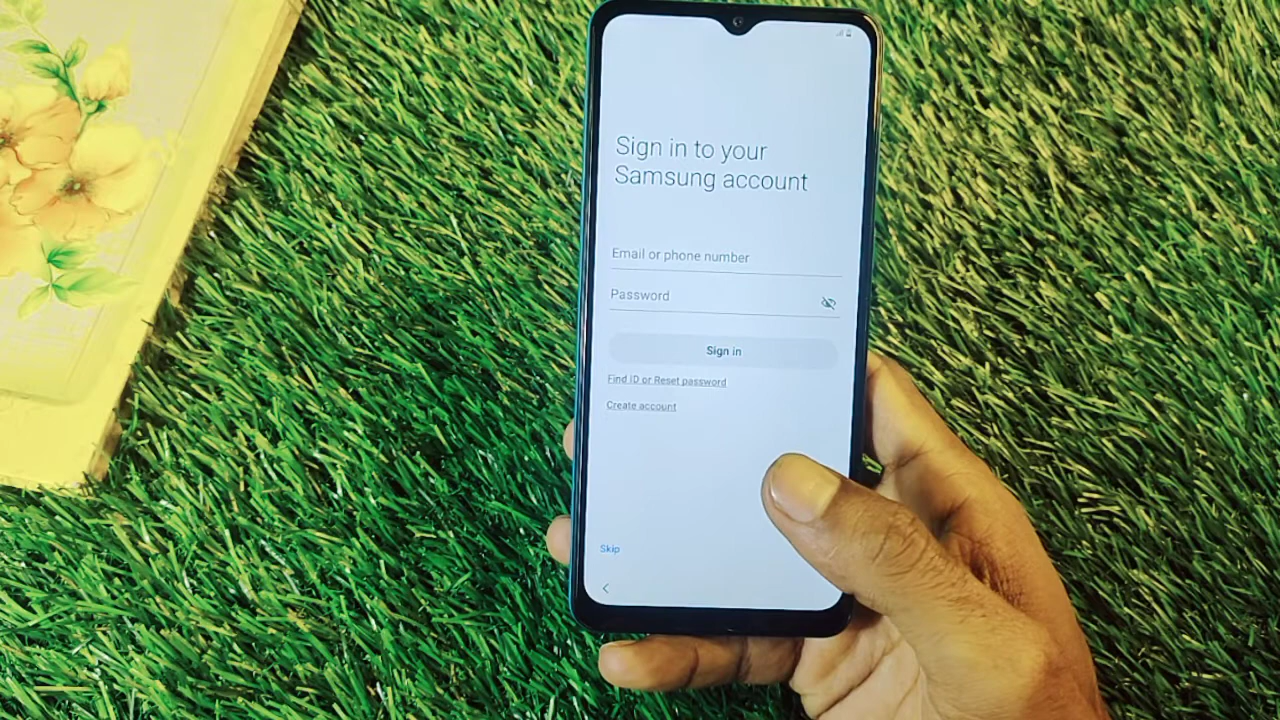 Sign in to your
Samsung account
Email or phone number
Password
Sign in
Find ID or Reset password
Create account
Skip